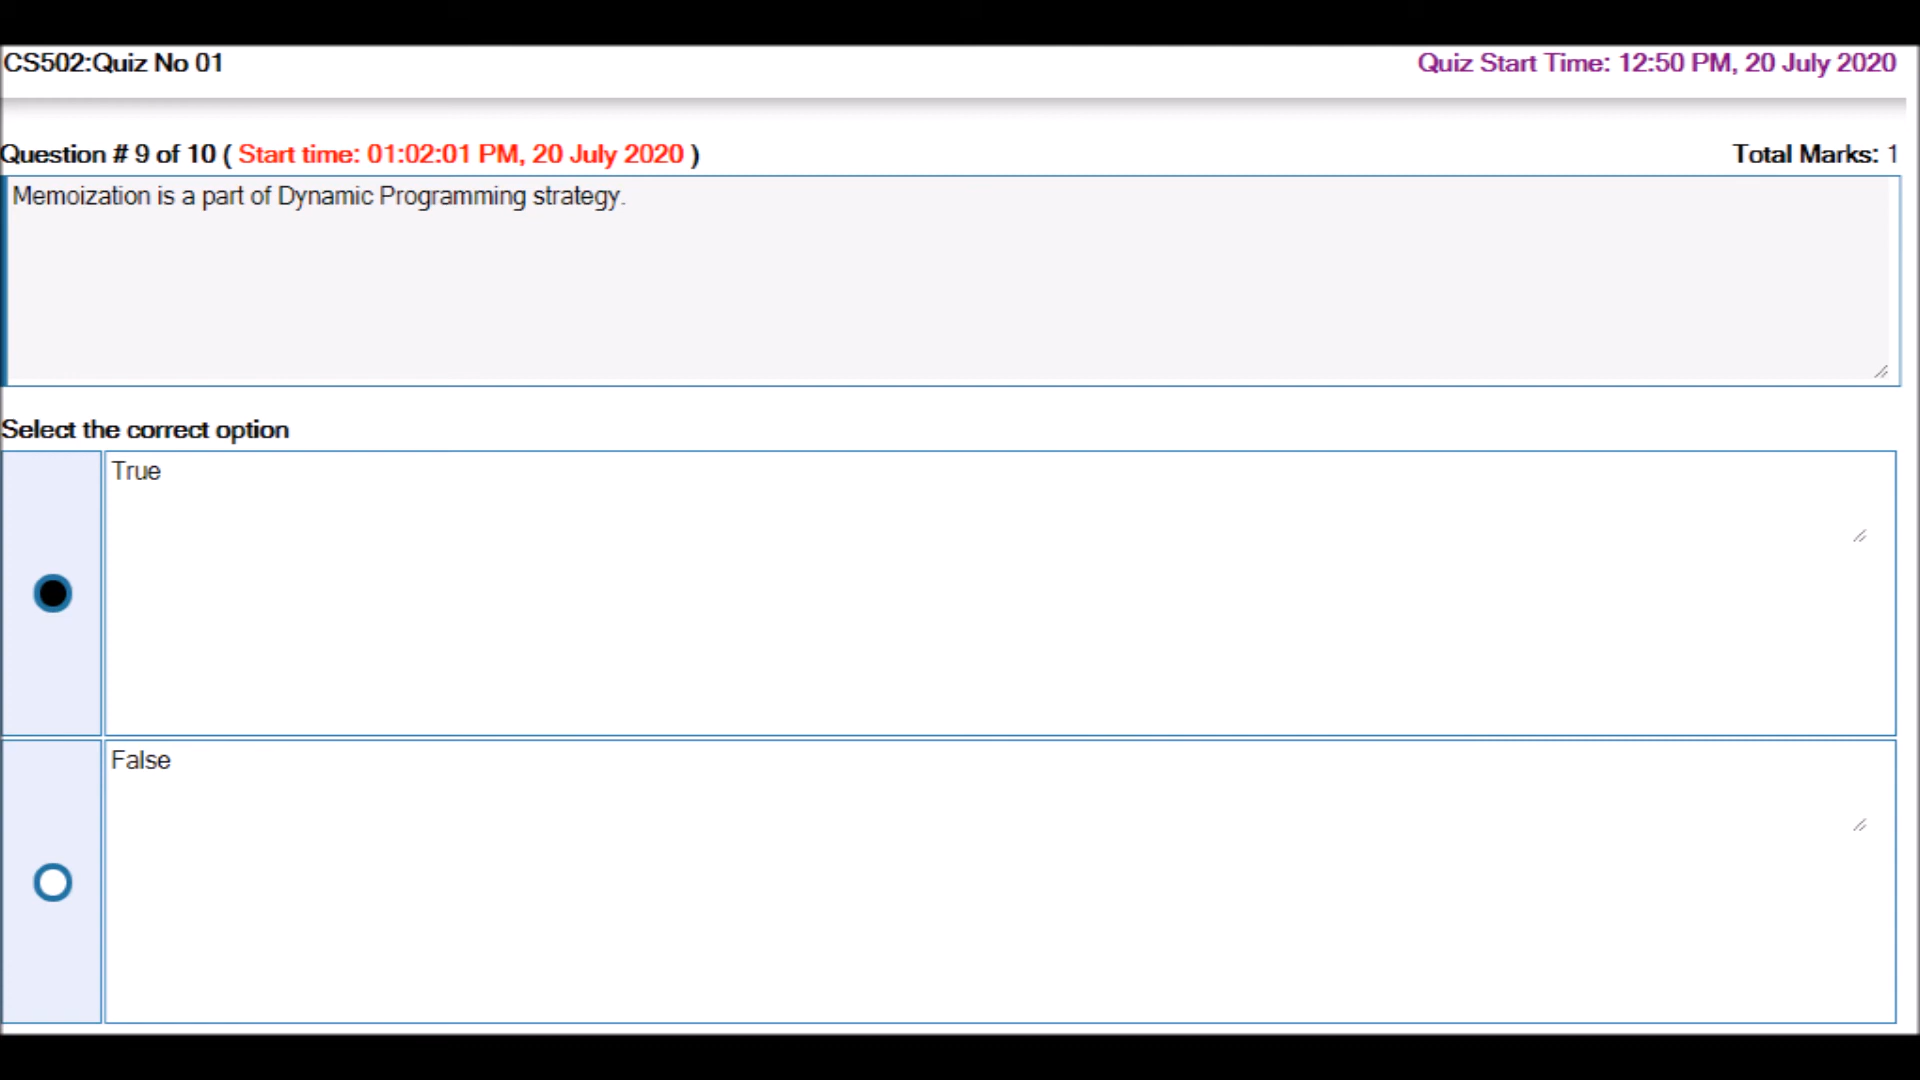 CS502:Quiz No 01
Quiz Start Time: 12:50 PM, 20 July 2020
Question # 9 of 10 ( Start time: 01:02:01 PM, 20 July 2020 )
Total Marks: 1
Memoization is a part of Dynamic Programming strategy.
Select the correct option
True
False